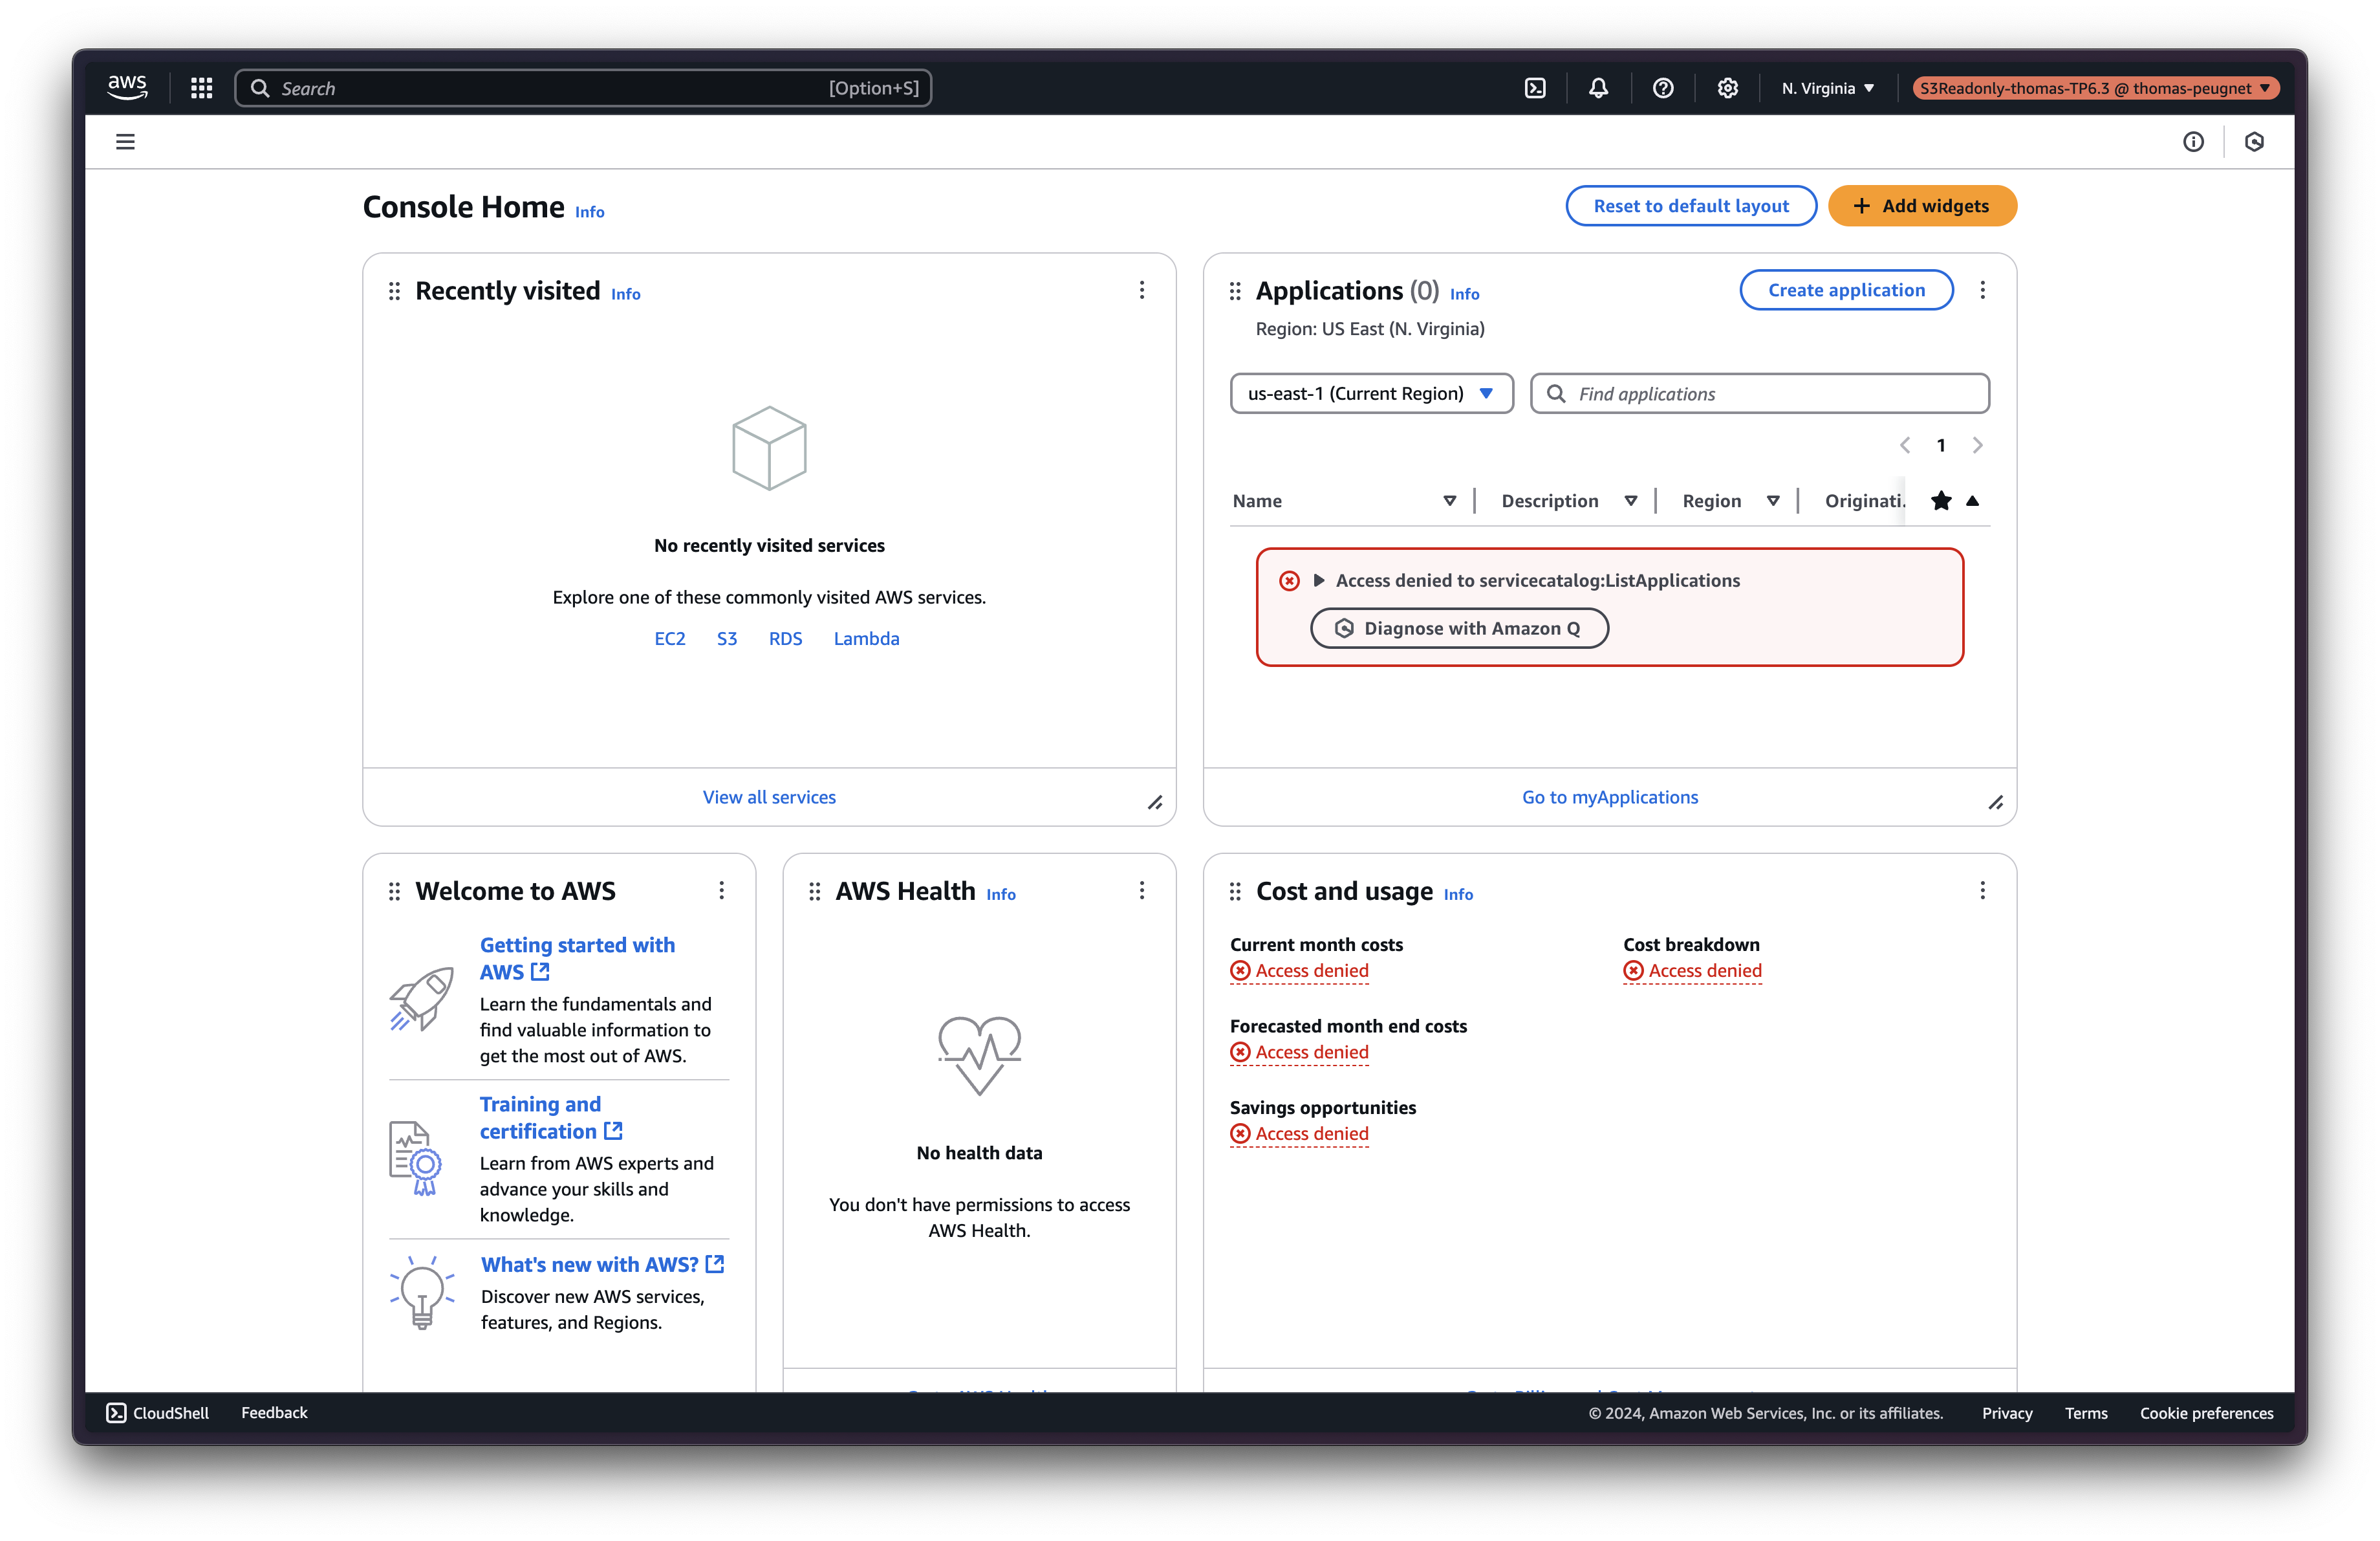 aws
Search [Option+S]
N. Virginia
S3Readonly-thomas-TP6.3 @ thomas-peugnet
Console Home Info
Reset to default layout
Add widgets
Recently visited Info
No recently visited services
Explore one of these commonly visited AWS services.
EC2 S3 RDS Lambda
View all services
Applications (0) Info
Create application
Region: US East (N. Virginia)
us-east-1 (Current Region)
Find applications
1
Name Description Region Originati.
Access denied to servicecatalog:ListApplications
Diagnose with Amazon Q
Go to myApplications
Welcome to AWS
Getting started with
AWS
Learn the fundamentals and
find valuable information to
get the most out of AWS.
Training and
certification
Learn from AWS experts and
advance your skills and
knowledge.
What's new with AWS?
Discover new AWS services,
features, and Regions.
AWS Health Info
No health data
You don't have permissions to access
AWS Health.
Cost and usage Info
Current month costs
Access denied
Cost breakdown
Access denied
Forecasted month end costs
Access denied
Savings opportunities
Access denied
CloudShell Feedback
© 2024, Amazon Web Services, Inc. or its affiliates. Privacy Terms Cookie preferences